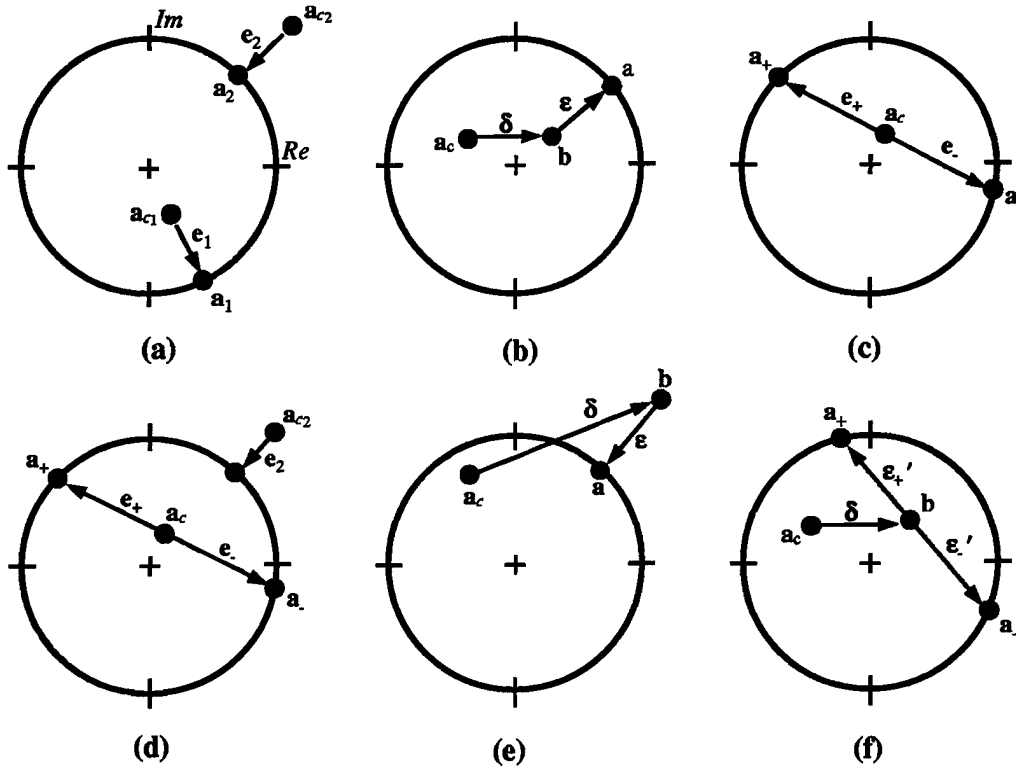 Im
Re
a_c2
e_2
a_2
a_c1
e_1
a_1
(a)
a
ε
δ
a_c
b
(b)
a_+
e_+
a_c
e_-
a
(c)
a_c2
e_2
a_+
e_+
a_c
e_-
a_-
(d)
b
δ
ε
a_c
a
(e)
a_+
ε_+'
b
a_c
δ
ε_-'
a_-
(f)